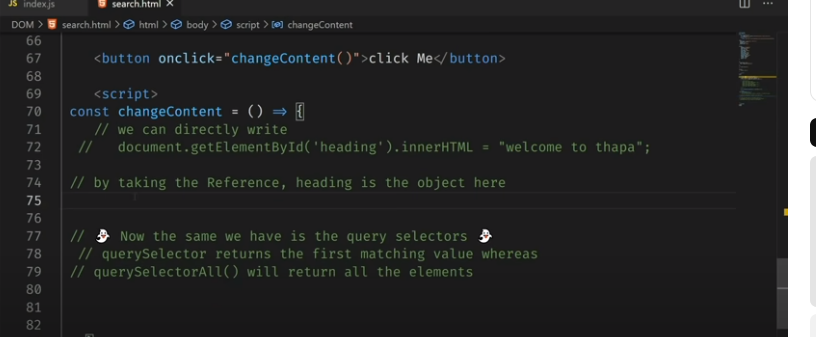 JS index.js
search.html ×
DOM > search.html > html > body > script > changeContent
66
67 <button onclick="changeContent()">click Me</button>
68
69 <script>
70 const changeContent = () => {
71 // we can directly write
72 // document.getElementById('heading').innerHTML = "welcome to thapa";
73
74 // by taking the Reference, heading is the object here
75
76
77 // 👻 Now the same we have is the query selectors 👻
78 // querySelector returns the first matching value whereas
79 // querySelectorAll() will return all the elements
80
81
82